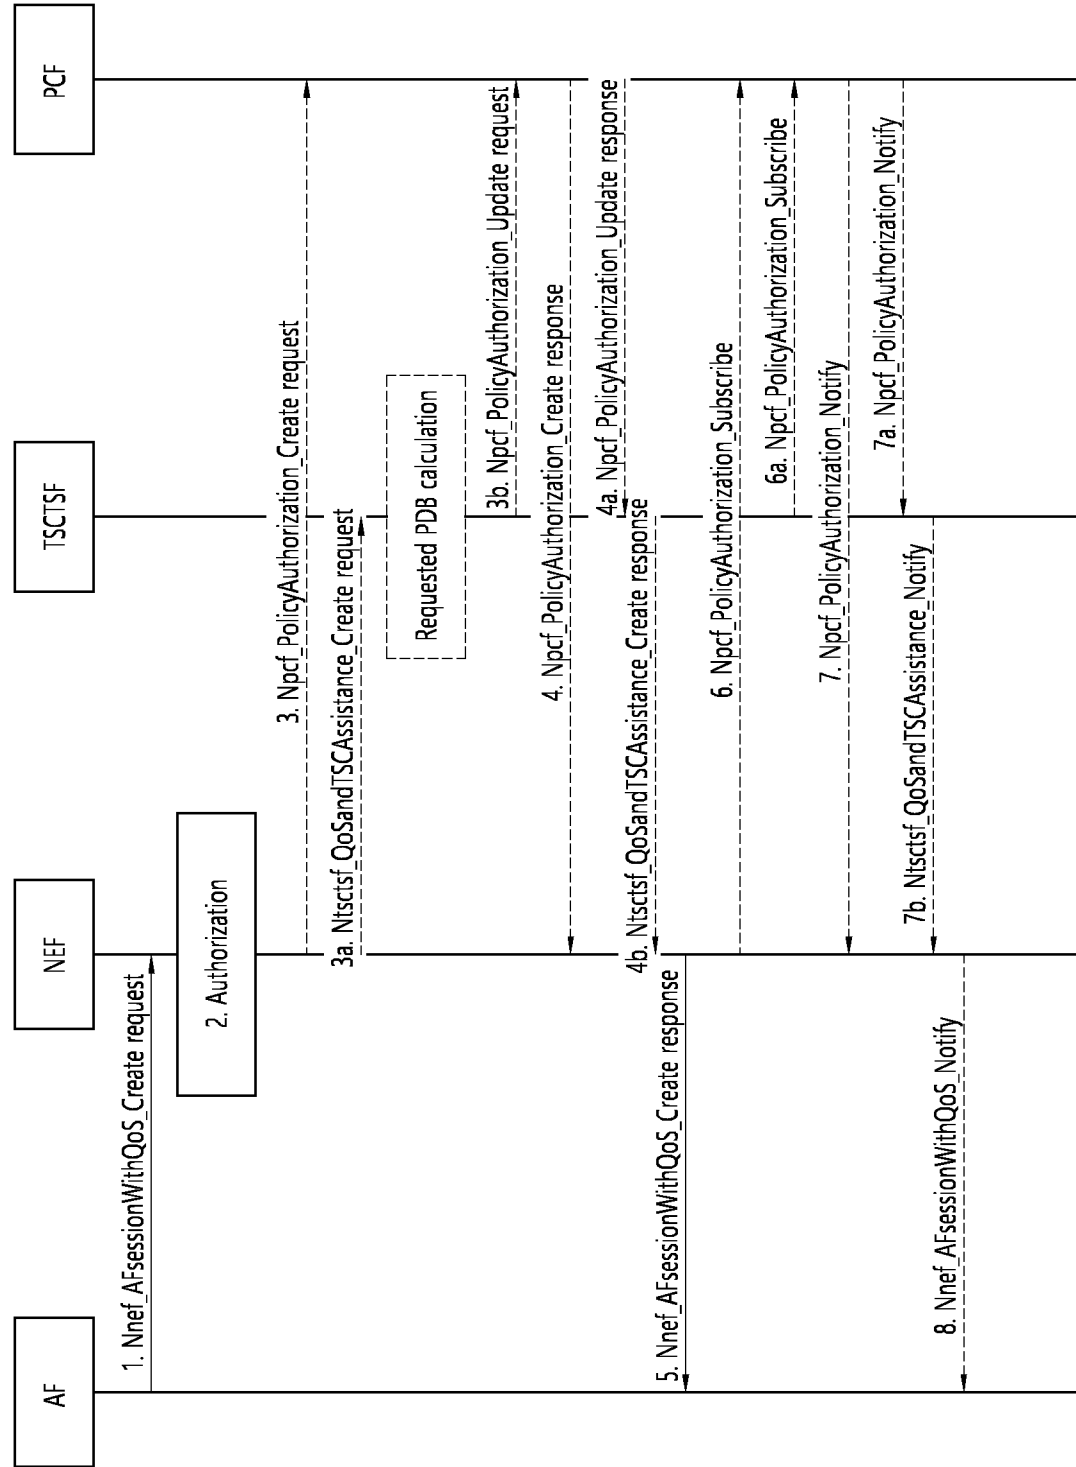 AF
NEF
TSCTSF
PCF
1. Nnef_AFsessionWithQoS_Create request
2. Authorization
3. Npcf_PolicyAuthorization_Create request
3a. Ntsctsf_QoSandTSCAssistance_Create request
Requested PDB calculation
3b. Npcf_PolicyAuthorization_Update request
4. Npcf_PolicyAuthorization_Create response
4a. Npcf_PolicyAuthorization_Update response
4b. Ntsctsf_QoSandTSCAssistance_Create response
5. Nnef_AFsessionWithQoS_Create response
6. Npcf_PolicyAuthorization_Subscribe
6a. Npcf_PolicyAuthorization_Subscribe
7. Npcf_PolicyAuthorization_Notify
7a. Npcf_PolicyAuthorization_Notify
7b. Ntsctsf_QoSandTSCAssistance_Notify
8. Nnef_AFsessionWithQoS_Notify